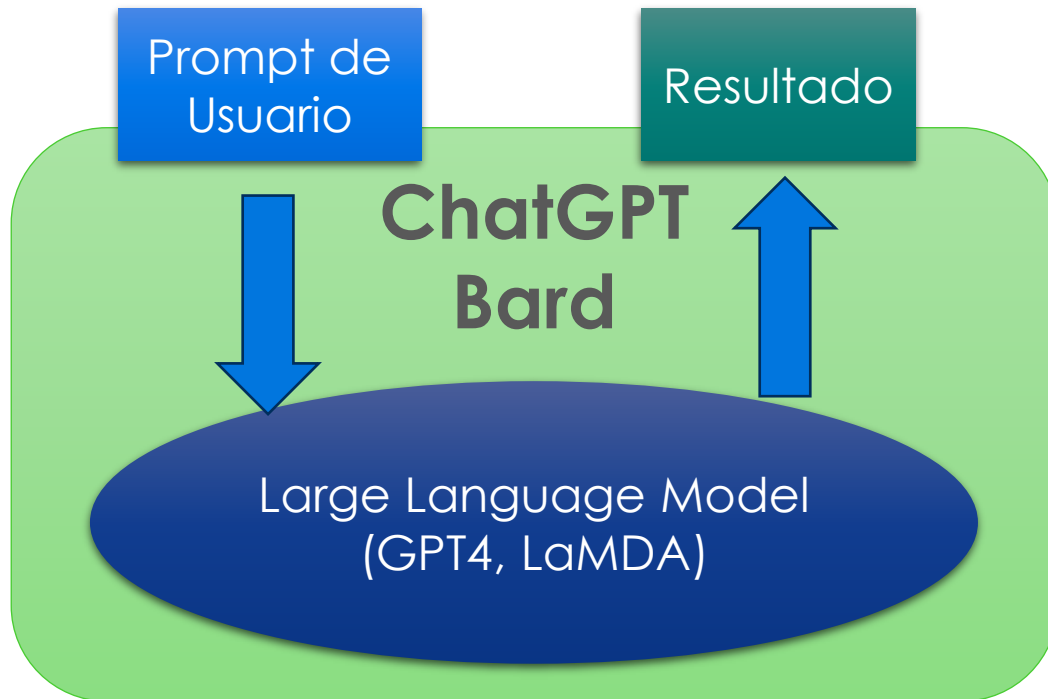 Prompt de
Usuario
Resultado
ChatGPT
Bard
Large Language Model
(GPT4, LaMDA)